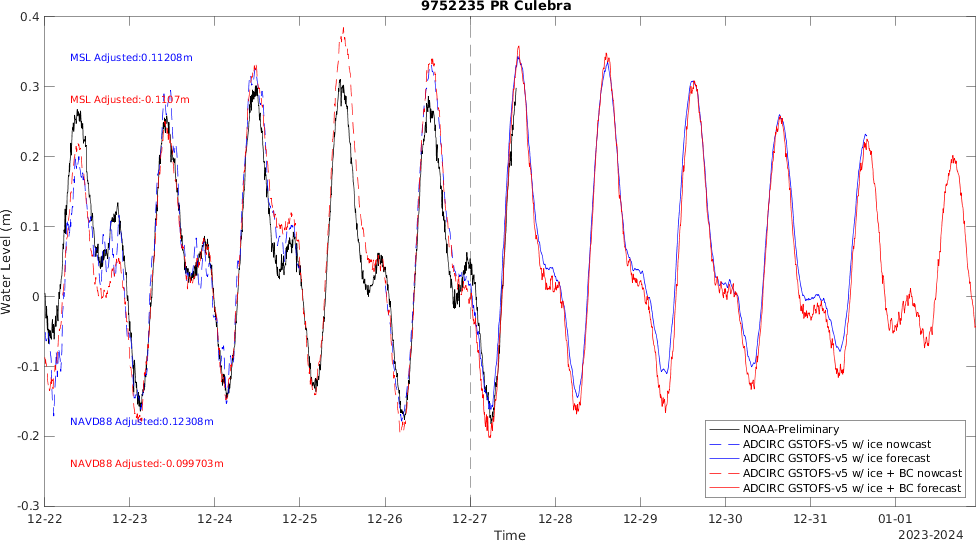 9752235 PR Culebra
0.4
0.3
0.2
0.1
0
-0.1
-0.2
-0.3
Water Level (m)
MSL Adjusted:0.11208m
MSL Adjusted:-0.1107m
NAVD88 Adjusted:0.12308m
NAVD88 Adjusted:-0.099703m
NOAA-Preliminary
ADCIRC GSTOFS-v5 w/ ice nowcast
ADCIRC GSTOFS-v5 w/ ice forecast
ADCIRC GSTOFS-v5 w/ ice + BC nowcast
ADCIRC GSTOFS-v5 w/ ice + BC forecast
12-22 12-23 12-24 12-25 12-26 12-27 12-28 12-29 12-30 12-31 01-01
Time
2023-2024